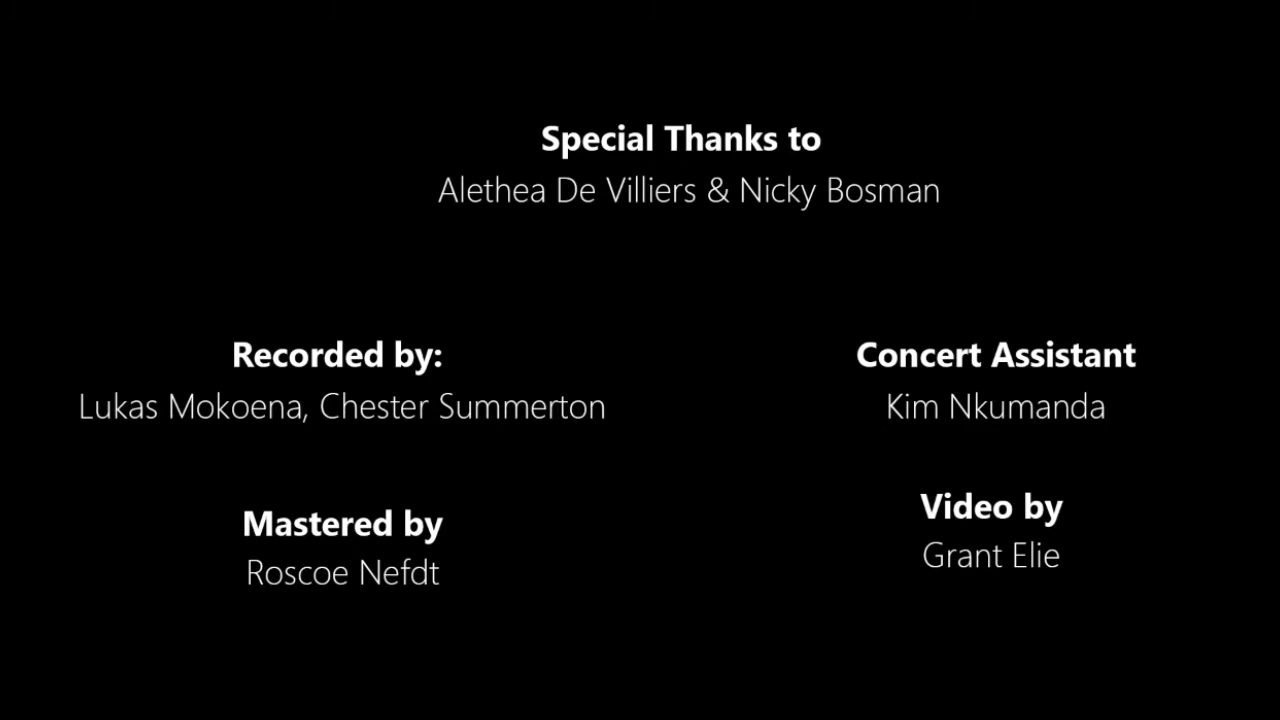 Special Thanks to
Alethea De Villiers & Nicky Bosman
Recorded by:
Lukas Mokoena, Chester Summerton
Mastered by
Roscoe Nefdt
Concert Assistant
Kim Nkumanda
Video by
Grant Elie